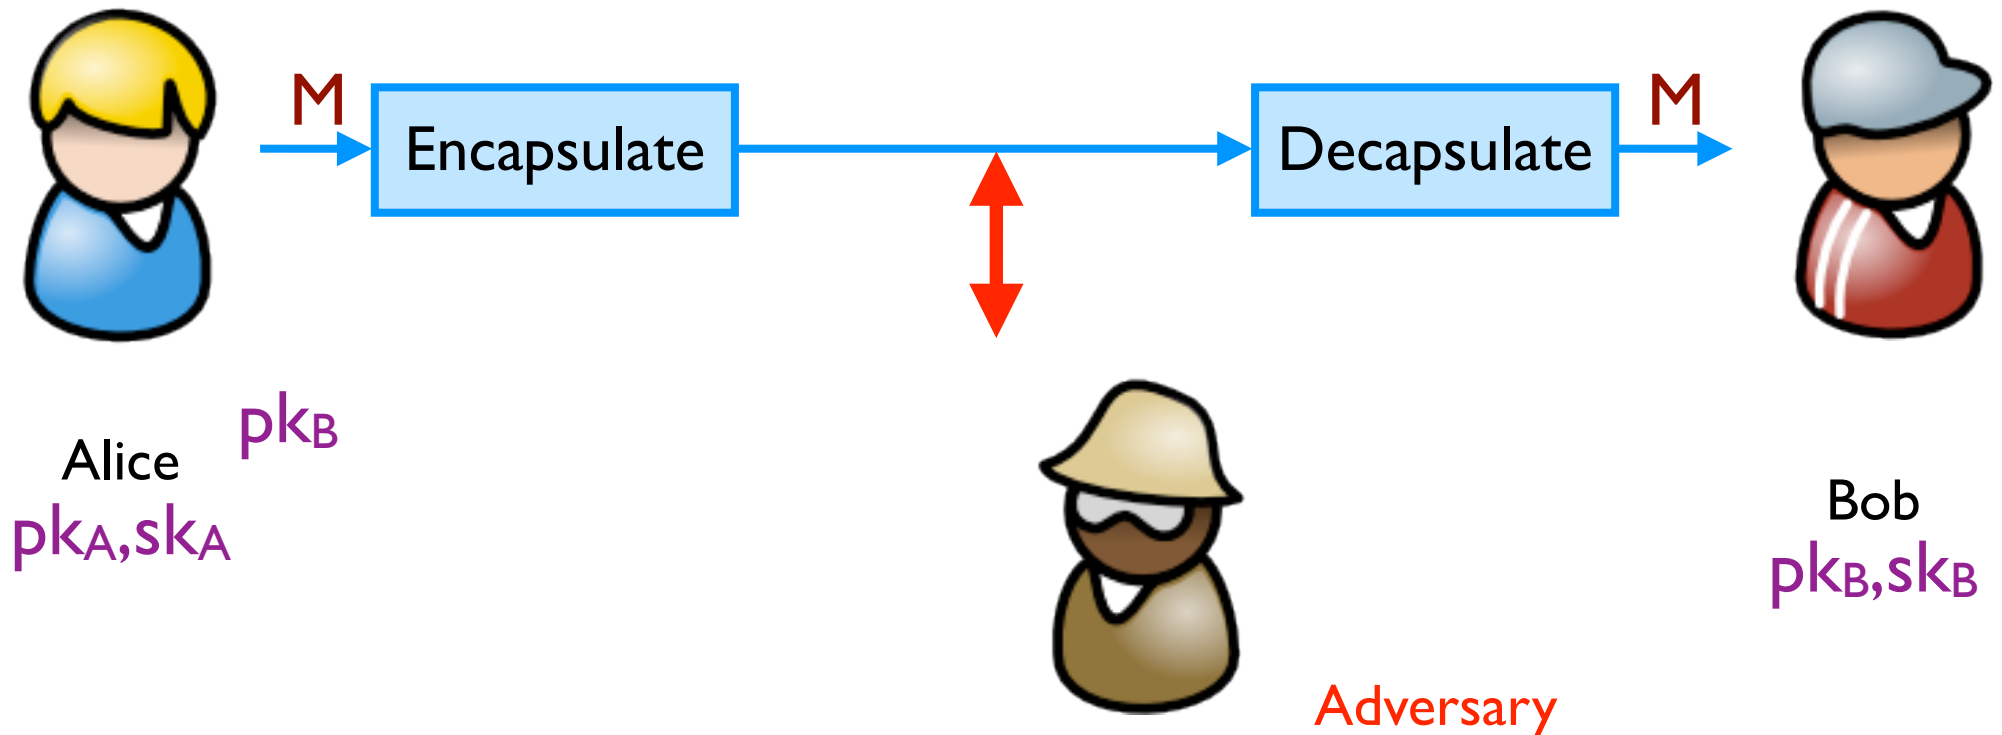 M
Encapsulate
Decapsulate
M
pkB
Alice
pkA,skA
Bob
pkB,skB
Adversary